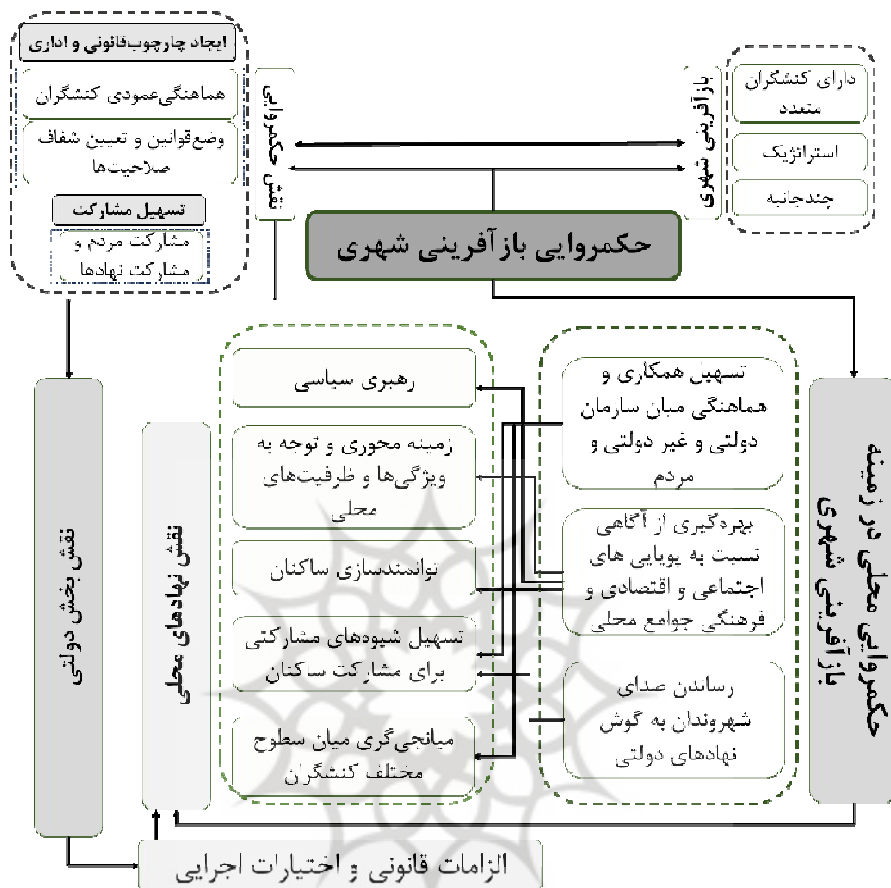 دارای کنشگران
متعدد
استراتژیک
چندجانبه
بازآفرینی شهری
نقش حکمروایی
ایجاد چارچوب‌قانونی و اداری
هماهنگی‌عمودی کنشگران
وضع‌قوانین و تعیین شفاف
صلاحیت‌ها
تسهیل مشارکت
مشارکت مردم و
مشارکت نهادها
حکمروایی بازآفرینی شهری
حکمروایی محلی در زمینه
بازآفرینی شهری
تسهیل همکاری و
هماهنگی میان سازمان
دولتی و غیر دولتی و
مردم
بهره‌گیری از آگاهی
نسبت به پویایی های
اجتماعی و اقتصادی و
فرهنگی جوامع محلی
رساندن صدای
شهروندان به گوش
نهادهای دولتی
رهبری سیاسی
زمینه محوری و توجه به
ویژگی‌ها و ظرفیت‌های
محلی
توانمندسازی ساکنان
تسهیل شیوه‌های مشارکتی
برای مشارکت ساکنان
میانجی‌گری میان سطوح
مختلف کنشگران
نقش نهادهای محلی
نقش بخش دولتی
الزامات قانونی و اختیارات اجرایی